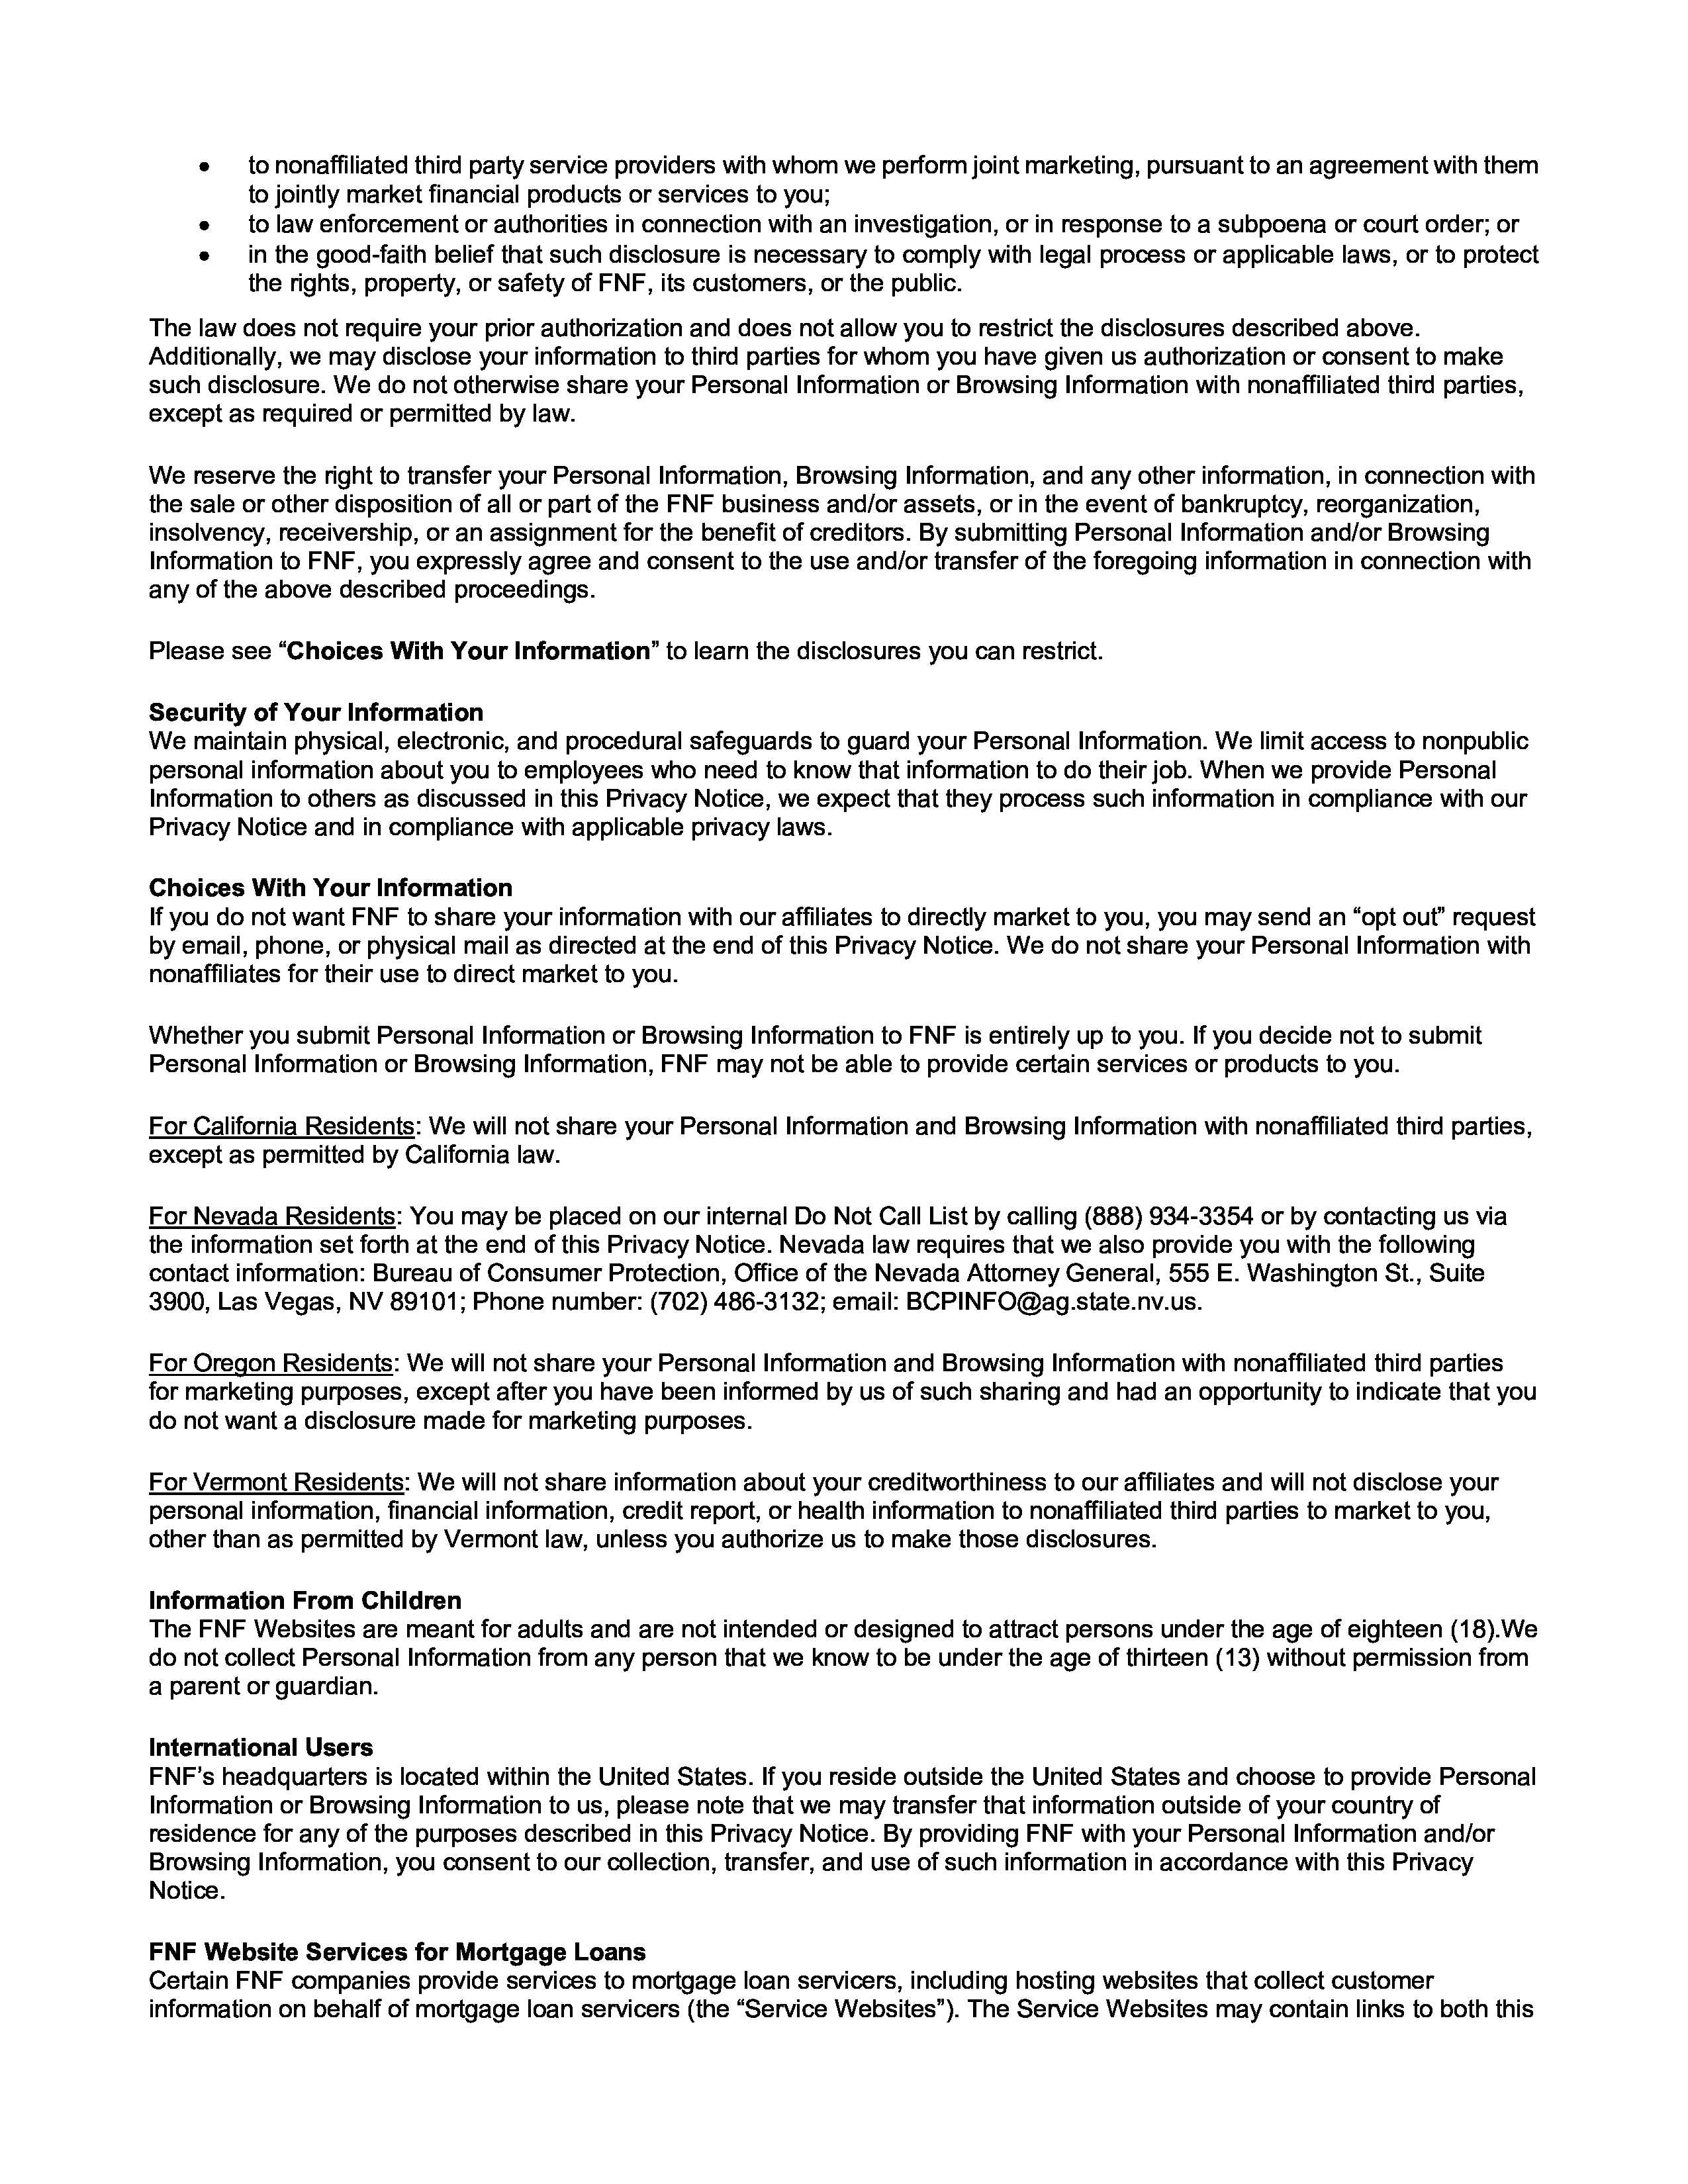 • to nonaffiliated third party service providers with whom we perform joint marketing, pursuant to an agreement with them
to jointly market financial products or services to you;
• to law enforcement or authorities in connection with an investigation, or in response to a subpoena or court order; or
• in the good-faith belief that such disclosure is necessary to comply with legal process or applicable laws, or to protect
the rights, property, or safety of FNF, its customers, or the public.
The law does not require your prior authorization and does not allow you to restrict the disclosures described above.
Additionally, we may disclose your information to third parties for whom you have given us authorization or consent to make
such disclosure. We do not otherwise share your Personal Information or Browsing Information with nonaffiliated third parties,
except as required or permitted by law.
We reserve the right to transfer your Personal Information, Browsing Information, and any other information, in connection with
the sale or other disposition of all or part of the FNF business and/or assets, or in the event of bankruptcy, reorganization,
insolvency, receivership, or an assignment for the benefit of creditors. By submitting Personal Information and/or Browsing
Information to FNF, you expressly agree and consent to the use and/or transfer of the foregoing information in connection with
any of the above described proceedings.
Please see “Choices With Your Information” to learn the disclosures you can restrict.
Security of Your Information
We maintain physical, electronic, and procedural safeguards to guard your Personal Information. We limit access to nonpublic
personal information about you to employees who need to know that information to do their job. When we provide Personal
Information to others as discussed in this Privacy Notice, we expect that they process such information in compliance with our
Privacy Notice and in compliance with applicable privacy laws.
Choices With Your Information
If you do not want FNF to share your information with our affiliates to directly market to you, you may send an “opt out” request
by email, phone, or physical mail as directed at the end of this Privacy Notice. We do not share your Personal Information with
nonaffiliates for their use to direct market to you.
Whether you submit Personal Information or Browsing Information to FNF is entirely up to you. If you decide not to submit
Personal Information or Browsing Information, FNF may not be able to provide certain services or products to you.
For California Residents: We will not share your Personal Information and Browsing Information with nonaffiliated third parties,
except as permitted by California law.
For Nevada Residents: You may be placed on our internal Do Not Call List by calling (888) 934-3354 or by contacting us via
the information set forth at the end of this Privacy Notice. Nevada law requires that we also provide you with the following
contact information: Bureau of Consumer Protection, Office of the Nevada Attorney General, 555 E. Washington St., Suite
3900, Las Vegas, NV 89101; Phone number: (702) 486-3132; email: BCPINFO@ag.state.nv.us.
For Oregon Residents: We will not share your Personal Information and Browsing Information with nonaffiliated third parties
for marketing purposes, except after you have been informed by us of such sharing and had an opportunity to indicate that you
do not want a disclosure made for marketing purposes.
For Vermont Residents: We will not share information about your creditworthiness to our affiliates and will not disclose your
personal information, financial information, credit report, or health information to nonaffiliated third parties to market to you,
other than as permitted by Vermont law, unless you authorize us to make those disclosures.
Information From Children
The FNF Websites are meant for adults and are not intended or designed to attract persons under the age of eighteen (18).We
do not collect Personal Information from any person that we know to be under the age of thirteen (13) without permission from
a parent or guardian.
International Users
FNF’s headquarters is located within the United States. If you reside outside the United States and choose to provide Personal
Information or Browsing Information to us, please note that we may transfer that information outside of your country of
residence for any of the purposes described in this Privacy Notice. By providing FNF with your Personal Information and/or
Browsing Information, you consent to our collection, transfer, and use of such information in accordance with this Privacy
Notice.
FNF Website Services for Mortgage Loans
Certain FNF companies provide services to mortgage loan servicers, including hosting websites that collect customer
information on behalf of mortgage loan servicers (the “Service Websites”). The Service Websites may contain links to both this